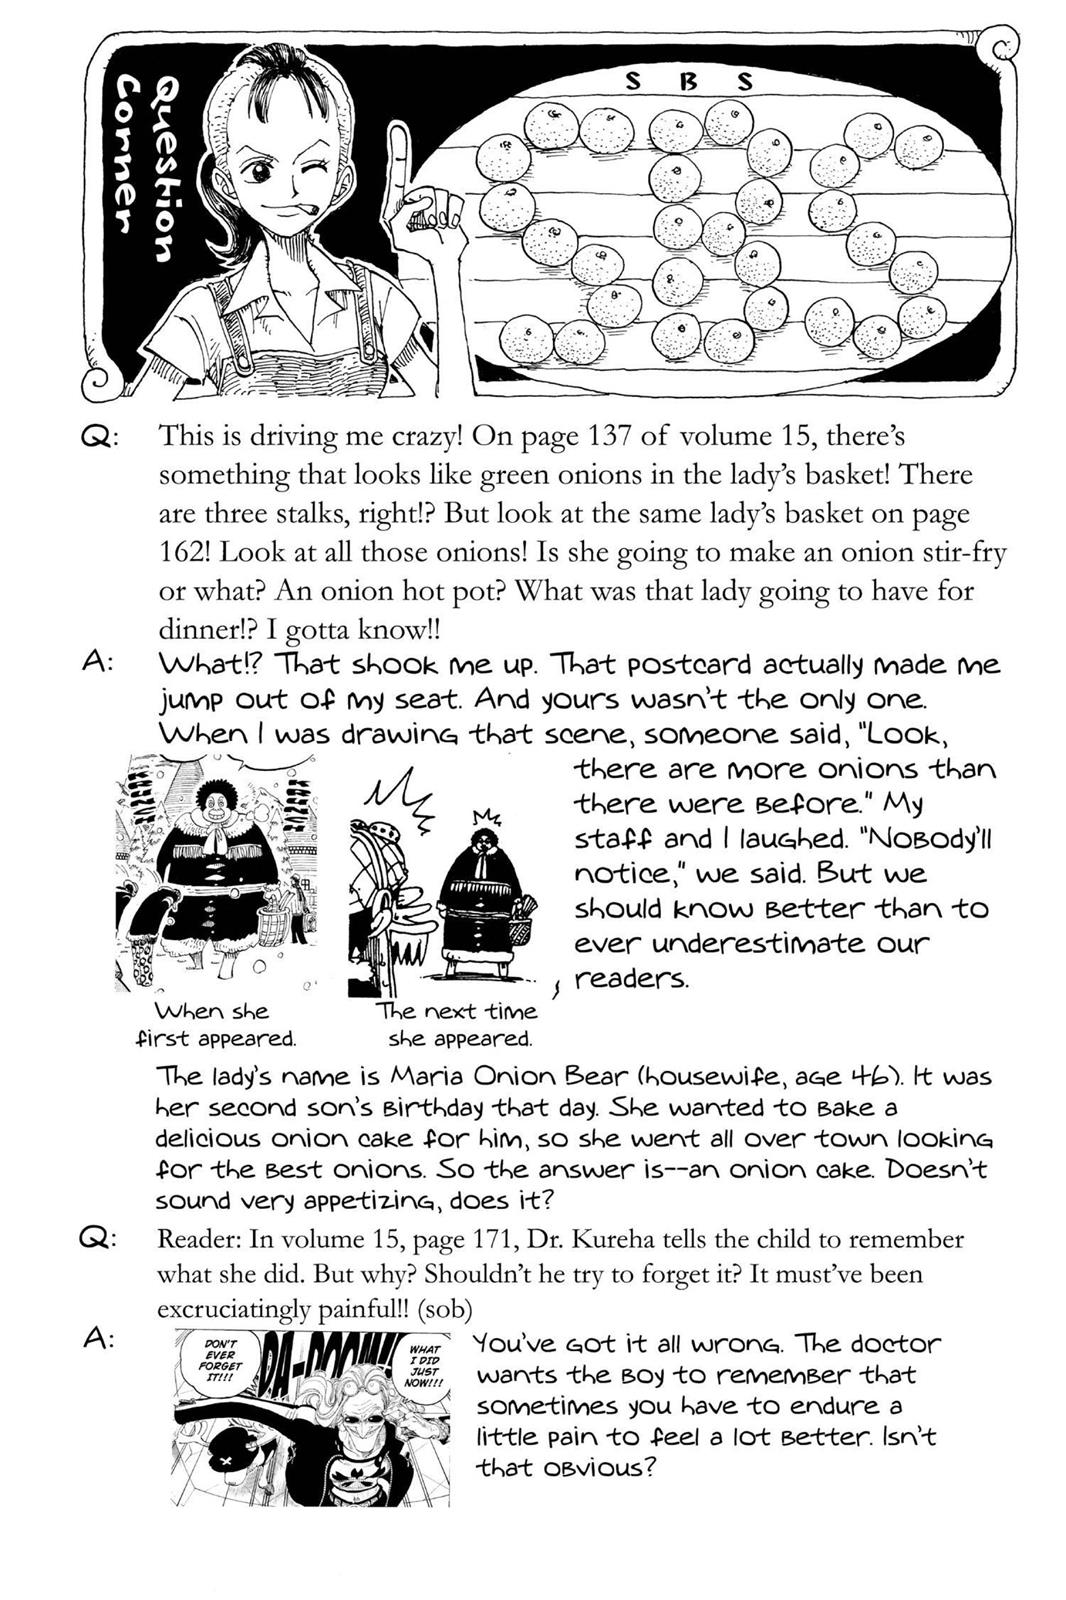 Question
Corner
S B S
Q: This is driving me crazy! On page 137 of volume 15, there's
something that looks like green onions in the lady's basket! There
are three stalks, right!? But look at the same lady's basket on page
162! Look at all those onions! Is she going to make an onion stir-fry
or what? An onion hot pot? What was that lady going to have for
dinner!? I gotta know!!
A: What!? That shook me up. That postcard actually made me
jump out of my seat. And yours wasn't the only one.
When I was drawing that scene, someone said, "Look,
there are more onions than
there were before." My
staff and I laughed. "Nobody'll
notice," we said. But we
should know better than to
ever underestimate our
readers.
When she
first appeared.
The next time
she appeared.
The lady's name is Maria Onion Bear (housewife, age 46). It was
her second son's birthday that day. She wanted to bake a
delicious onion cake for him, so she went all over town looking
for the best onions. So the answer is--an onion cake. Doesn't
sound very appetizing, does it?
Q: Reader: In volume 15, page 171, Dr. Kureha tells the child to remember
what she did. But why? Shouldn't he try to forget it? It must've been
excruciatingly painful!! (sob)
A:
DON'T
EVER
FORGET
IT!!!
DA-DOOM!!
WHAT
I DID
JUST
NOW!!!
You've got it all wrong. The doctor
wants the boy to remember that
sometimes you have to endure a
little pain to feel a lot better. Isn't
that obvious?